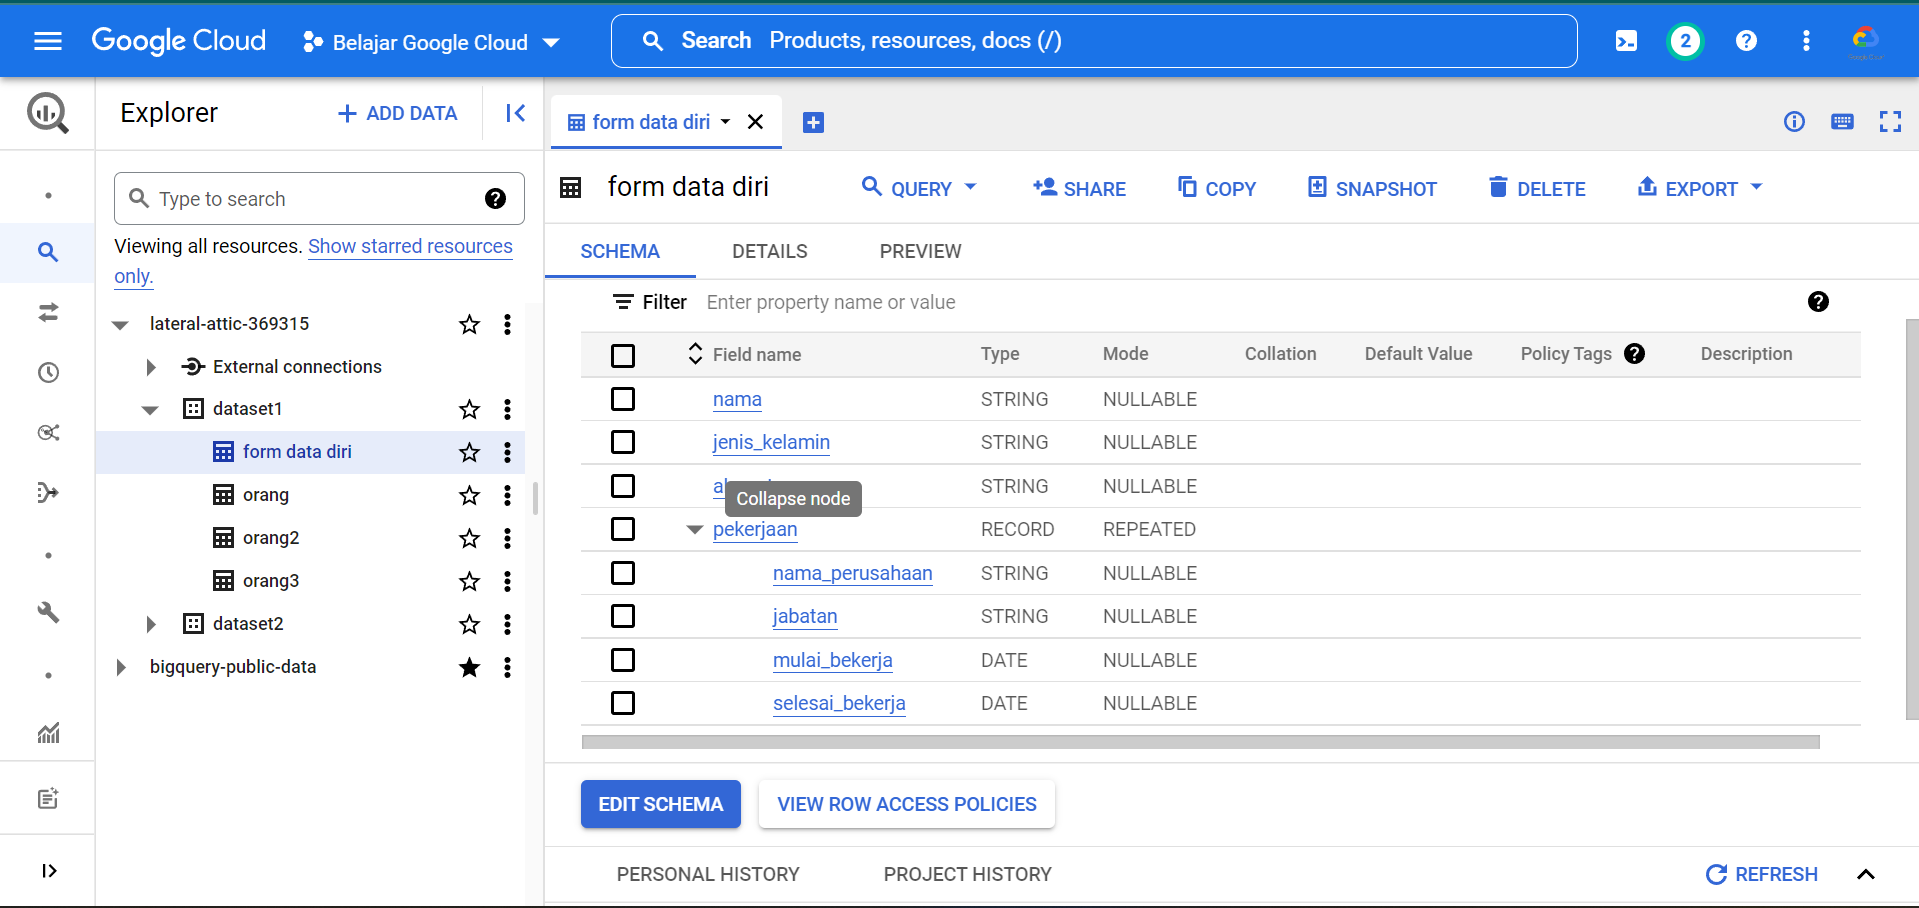 Google Cloud Belajar Google Cloud Search Products, resources, docs (/) 2
Explorer + ADD DATA
Type to search
Viewing all resources. Show starred resources
only.
lateral-attic-369315
External connections
dataset1
form data diri
orang
orang2
orang3
dataset2
bigquery-public-data
form data diri
form data diri QUERY SHARE COPY SNAPSHOT DELETE EXPORT
SCHEMA DETAILS PREVIEW
Filter Enter property name or value
Field name Type Mode Collation Default Value Policy Tags Description
nama STRING NULLABLE
jenis_kelamin STRING NULLABLE
STRING NULLABLE
Collapse node
pekerjaan RECORD REPEATED
nama_perusahaan STRING NULLABLE
jabatan STRING NULLABLE
mulai_bekerja DATE NULLABLE
selesai_bekerja DATE NULLABLE
EDIT SCHEMA VIEW ROW ACCESS POLICIES
PERSONAL HISTORY PROJECT HISTORY REFRESH